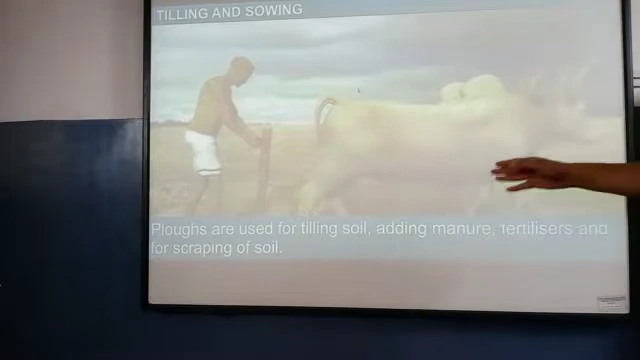 TILLING AND SOWING
Ploughs are used for tilling soil, adding manure, fertilisers and
for scraping of soil.